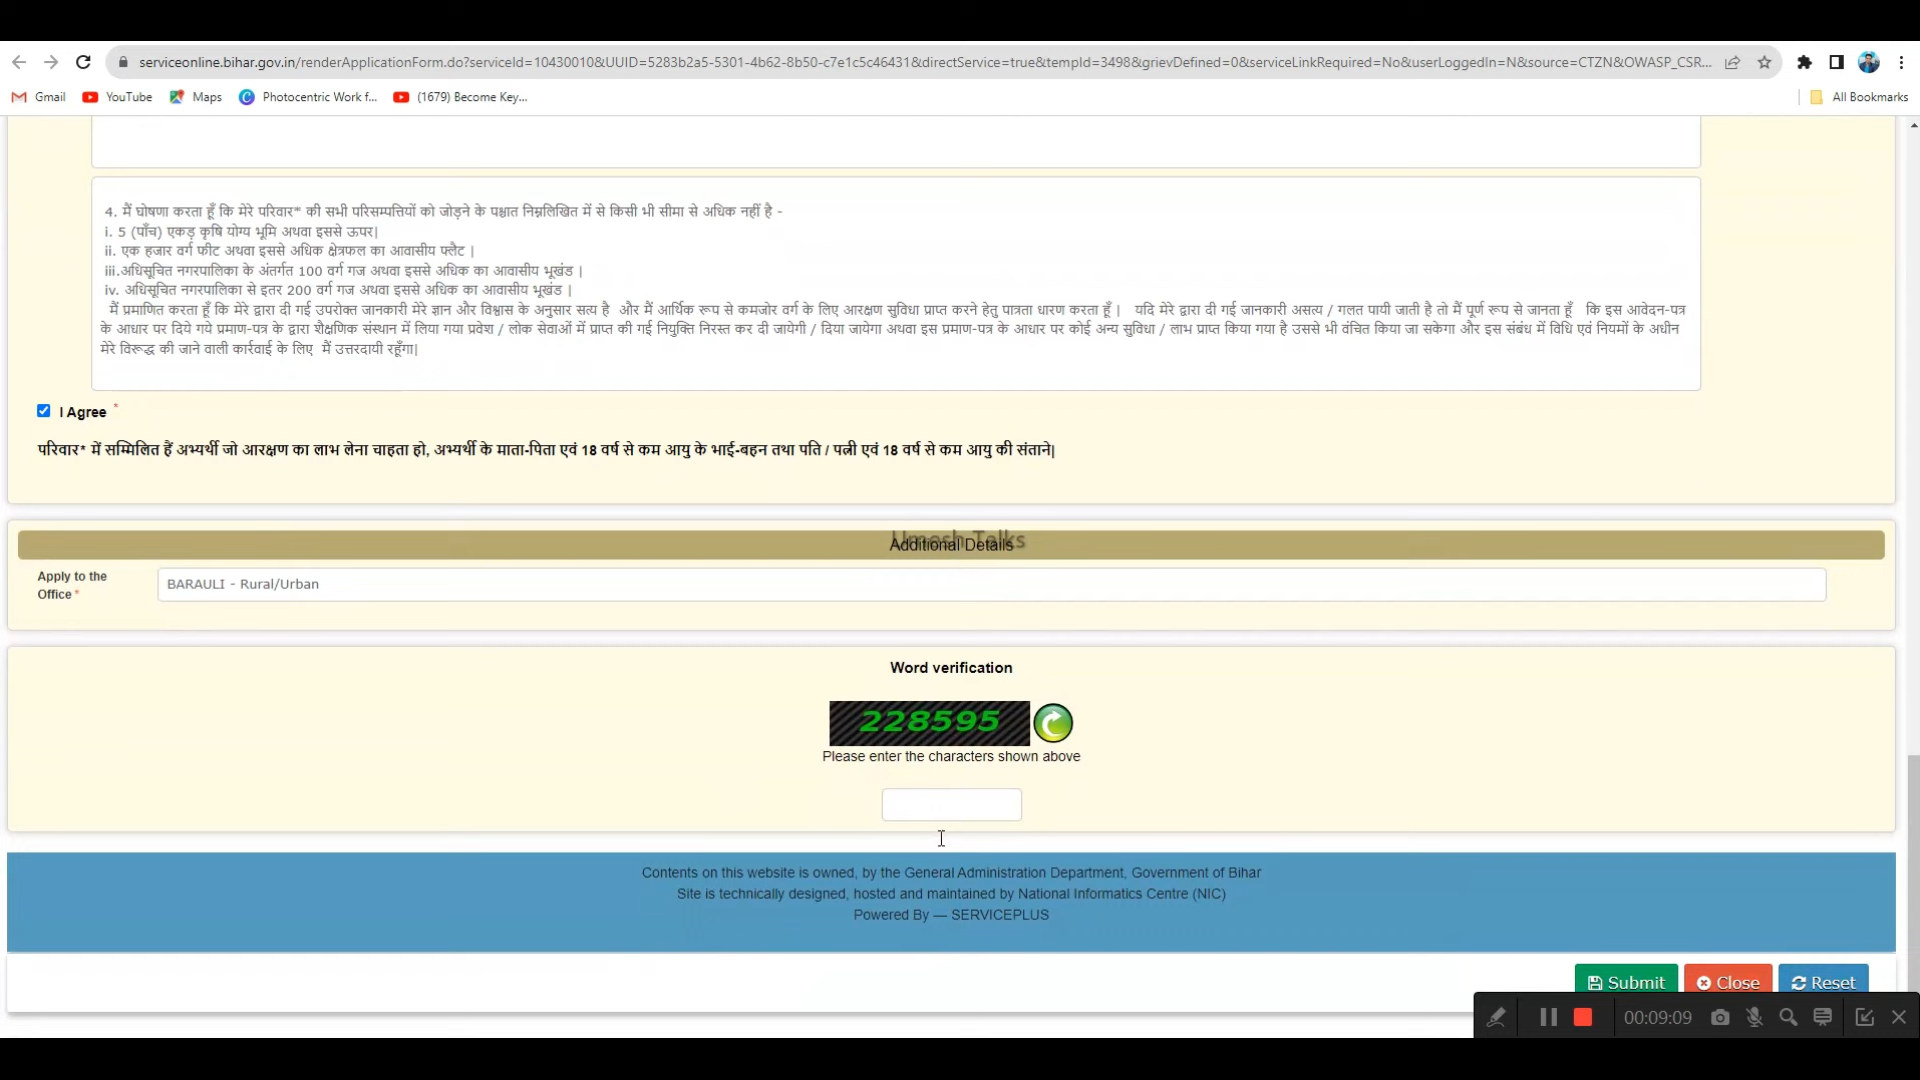 serviceonline.bihar.gov.in/renderApplicationForm.do?serviceId=10430010&UUID=5283b2a5-5301-4b62-8b50-c7e1c5c46431&directService=true&tempId=3498&grievDefined=0&serviceLinkRequired=No&userLoggedIn=N&source=CTZN&OWASP_CSR...
Gmail YouTube Maps Photocentric Work f... (1679) Become Key... All Bookmarks
4. मैं घोषणा करता हूँ कि मेरे परिवार* की सभी परिसम्पत्तियों को जोड़ने के पश्चात निम्नलिखित में से किसी भी सीमा से अधिक नहीं है -
i. 5 (पाँच) एकड़ कृषि योग्य भूमि अथवा इससे ऊपर|
ii. एक हजार वर्ग फीट अथवा इससे अधिक क्षेत्रफल का आवासीय फ्लैट |
iii.अधिसूचित नगरपालिका के अंतर्गत 100 वर्ग गज अथवा इससे अधिक का आवासीय भूखंड |
iv. अधिसूचित नगरपालिका से इतर 200 वर्ग गज अथवा इससे अधिक का आवासीय भूखंड |
मैं प्रमाणित करता हूँ कि मेरे द्वारा दी गई उपरोक्त जानकारी मेरे ज्ञान और विश्वास के अनुसार सत्य है और मैं आर्थिक रूप से कमजोर वर्ग के लिए आरक्षण सुविधा प्राप्त करने हेतु पात्रता धारण करता हूँ | यदि मेरे द्वारा दी गई जानकारी असत्य / गलत पायी जाती है तो मैं पूर्ण रूप से जानता हूँ कि इस आवेदन-पत्र
के आधार पर दिये गये प्रमाण-पत्र के द्वारा शैक्षणिक संस्थान में लिया गया प्रवेश / लोक सेवाओं में प्राप्त की गई नियुक्ति निरस्त कर दी जायेगी / दिया जायेगा अथवा इस प्रमाण-पत्र के आधार पर कोई अन्य सुविधा / लाभ प्राप्त किया गया है उससे भी वंचित किया जा सकेगा और इस संबंध में विधि एवं नियमों के अधीन
मेरे विरूद्ध की जाने वाली कार्रवाई के लिए मैं उत्तरदायी रहूँगा|
I Agree *
परिवार* में सम्मिलित हैं अभ्यर्थी जो आरक्षण का लाभ लेना चाहता हो, अभ्यर्थी के माता-पिता एवं 18 वर्ष से कम आयु के भाई-बहन तथा पति / पत्नी एवं 18 वर्ष से कम आयु की संताने|
Umesh Talks
Additional Details
Apply to the
Office *
BARAULI - Rural/Urban
Word verification
228595
Please enter the characters shown above
Contents on this website is owned, by the General Administration Department, Government of Bihar
Site is technically designed, hosted and maintained by National Informatics Centre (NIC)
Powered By — SERVICEPLUS
Submit Close Reset
00:09:09